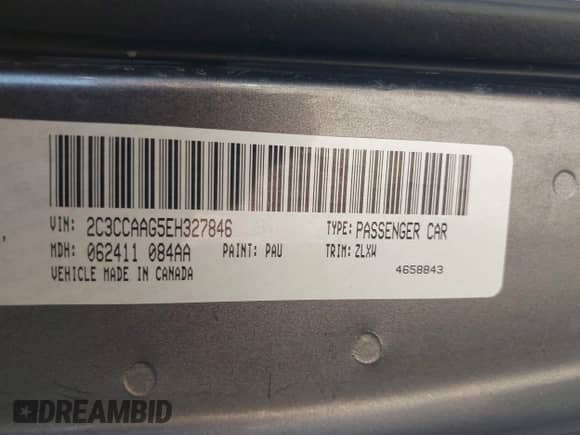 VIN: 2C3CCAAG5EH327846 TYPE: PASSENGER CAR
MDH: 062411 084AA PAINT: PAU TRIM: ZLXW
VEHICLE MADE IN CANADA 4658843
DREAMBID